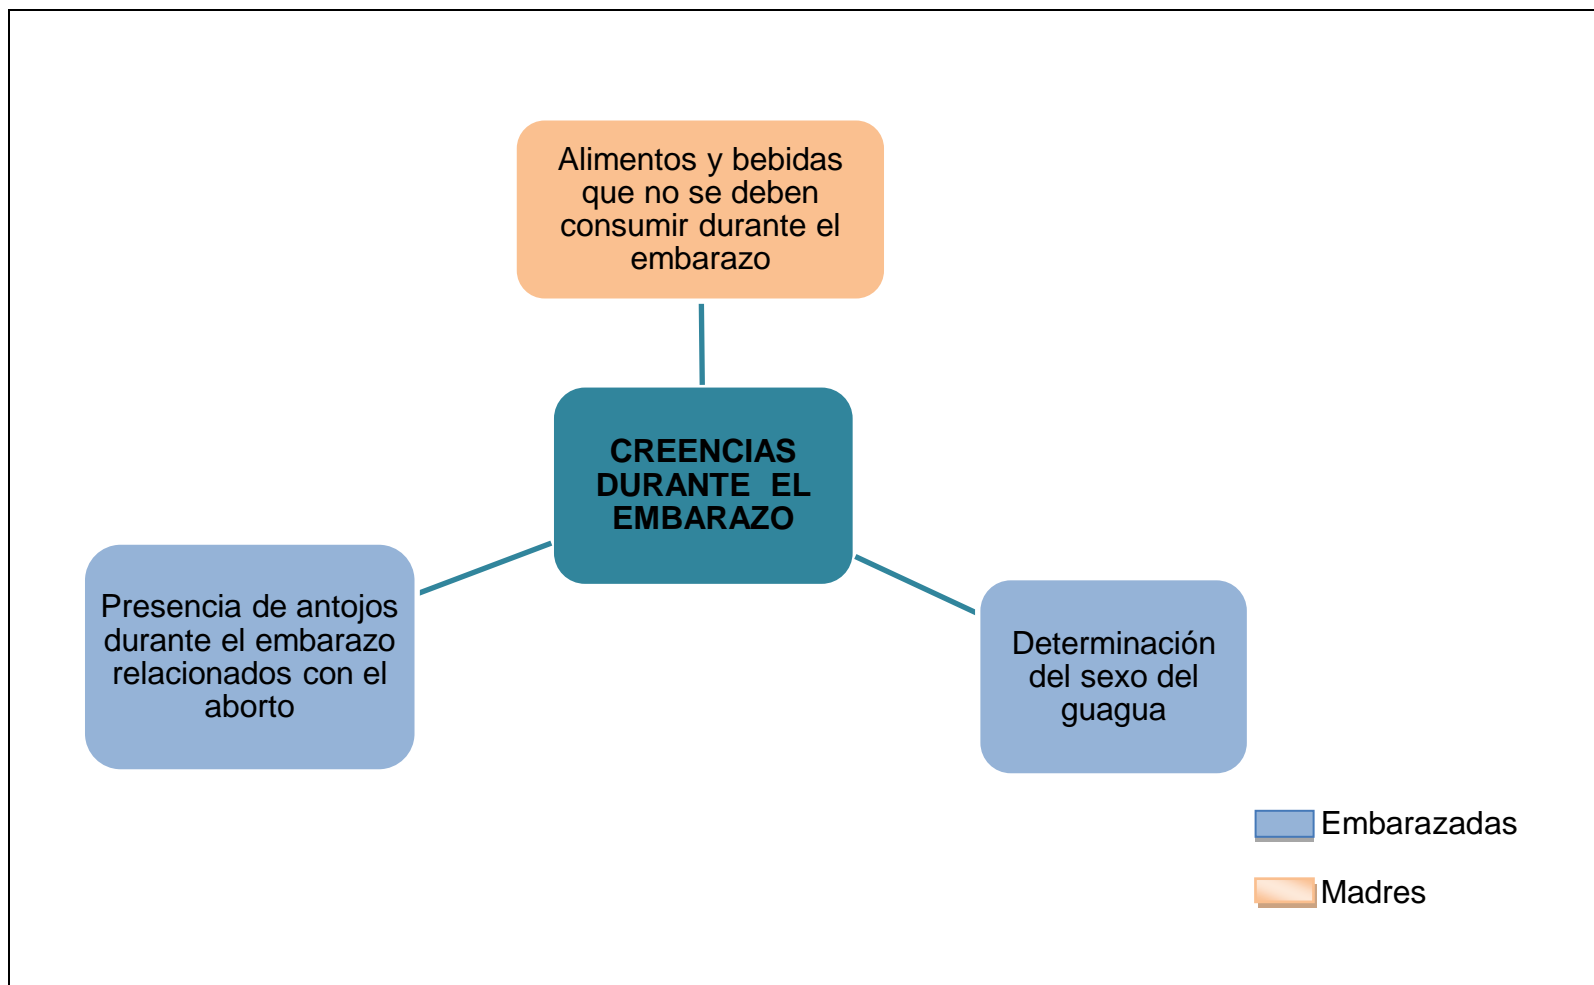 Alimentos y bebidas
que no se deben
consumir durante el
embarazo
CREENCIAS
DURANTE  EL
EMBARAZO
Presencia de antojos
durante el embarazo
relacionados con el
aborto
Determinación
del sexo del
guagua
Embarazadas
Madres